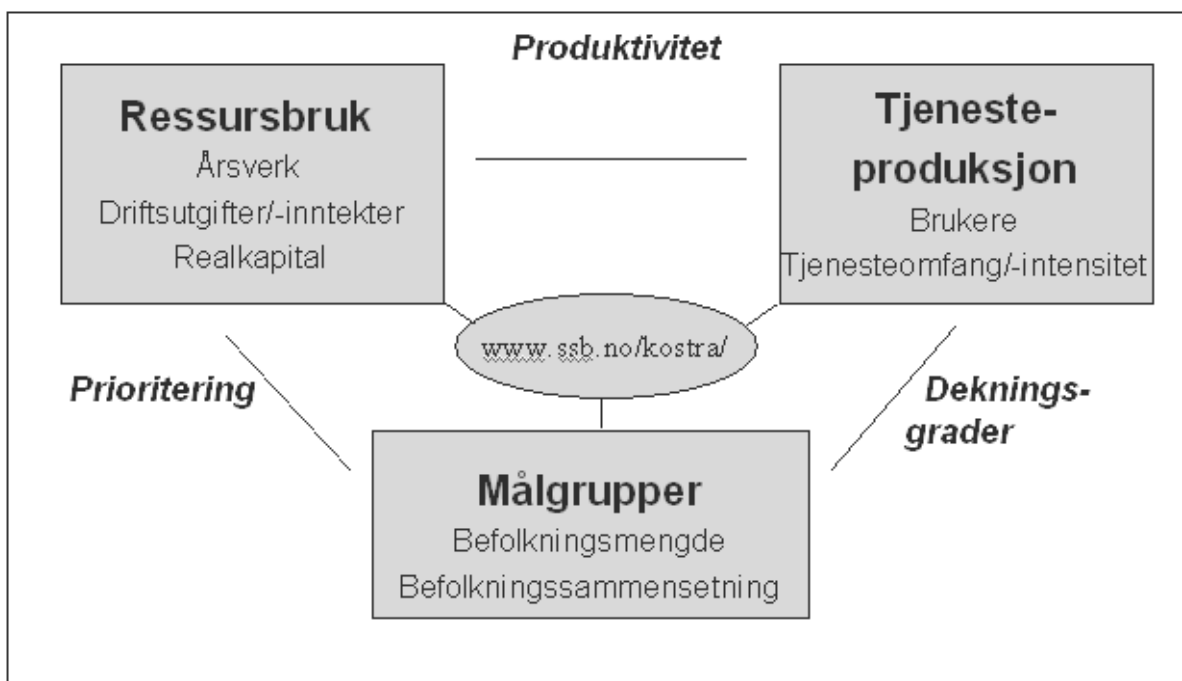 Produktivitet
Ressursbruk
Årsverk
Driftsutgifter/-inntekter
Realkapital
Tjeneste-
produksjon
Brukere
Tjenesteomfang/-intensitet
www.ssb.no/kostra/
Prioritering
Deknings-
grader
Målgrupper
Befolkningsmengde
Befolkningssammensetning